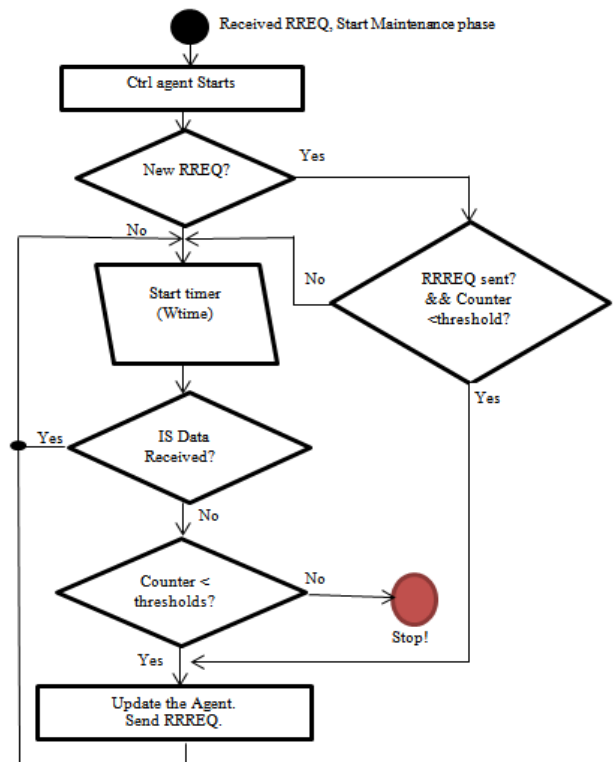 Received RREQ, Start Maintenance phase
Ctrl agent Starts
New RREQ?
Yes
No
RRREQ sent?
&& Counter
<threshold?
No
Yes
Start timer
(Wtime)
IS Data
Received?
Yes
No
Counter <
thresholds?
No
Stop!
Yes
Update the Agent.
Send RRREQ.